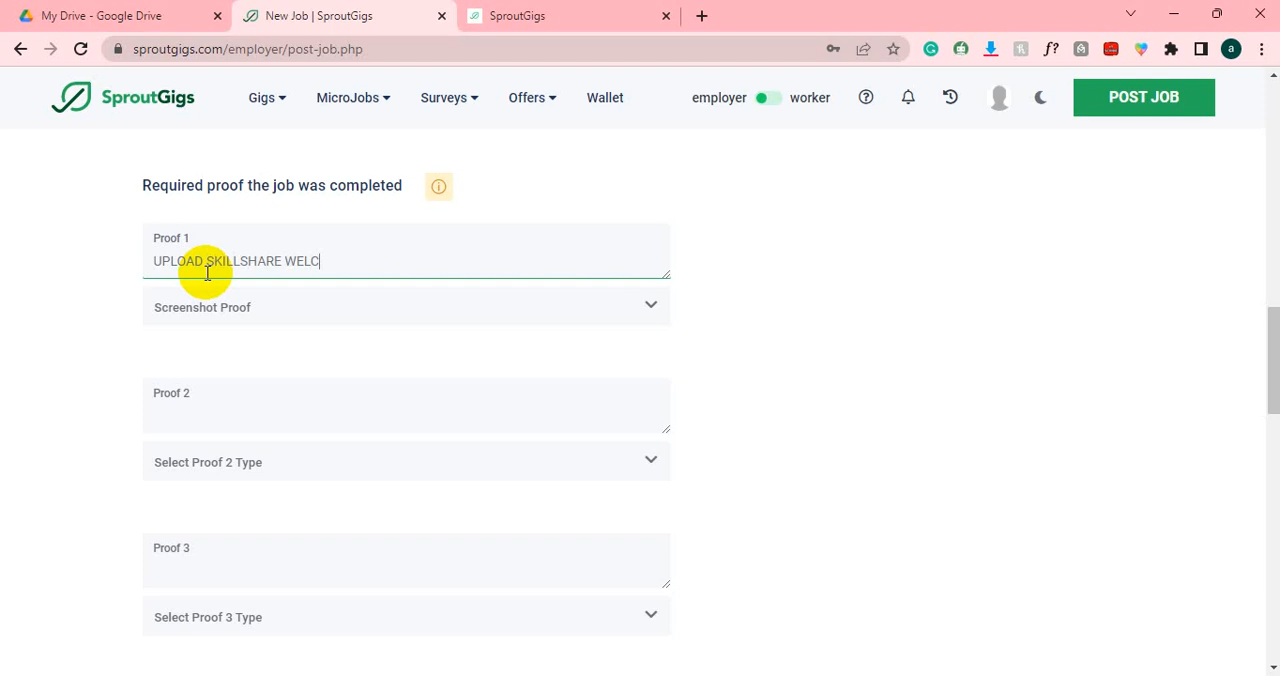 My Drive - Google Drive
New Job | SproutGigs
SproutGigs
sproutgigs.com/employer/post-job.php
SproutGigs
Gigs
MicroJobs
Surveys
Offers
Wallet
employer
worker
POST JOB
Required proof the job was completed
Proof 1
UPLOAD SKILLSHARE WELC
Screenshot Proof
Proof 2
Select Proof 2 Type
Proof 3
Select Proof 3 Type